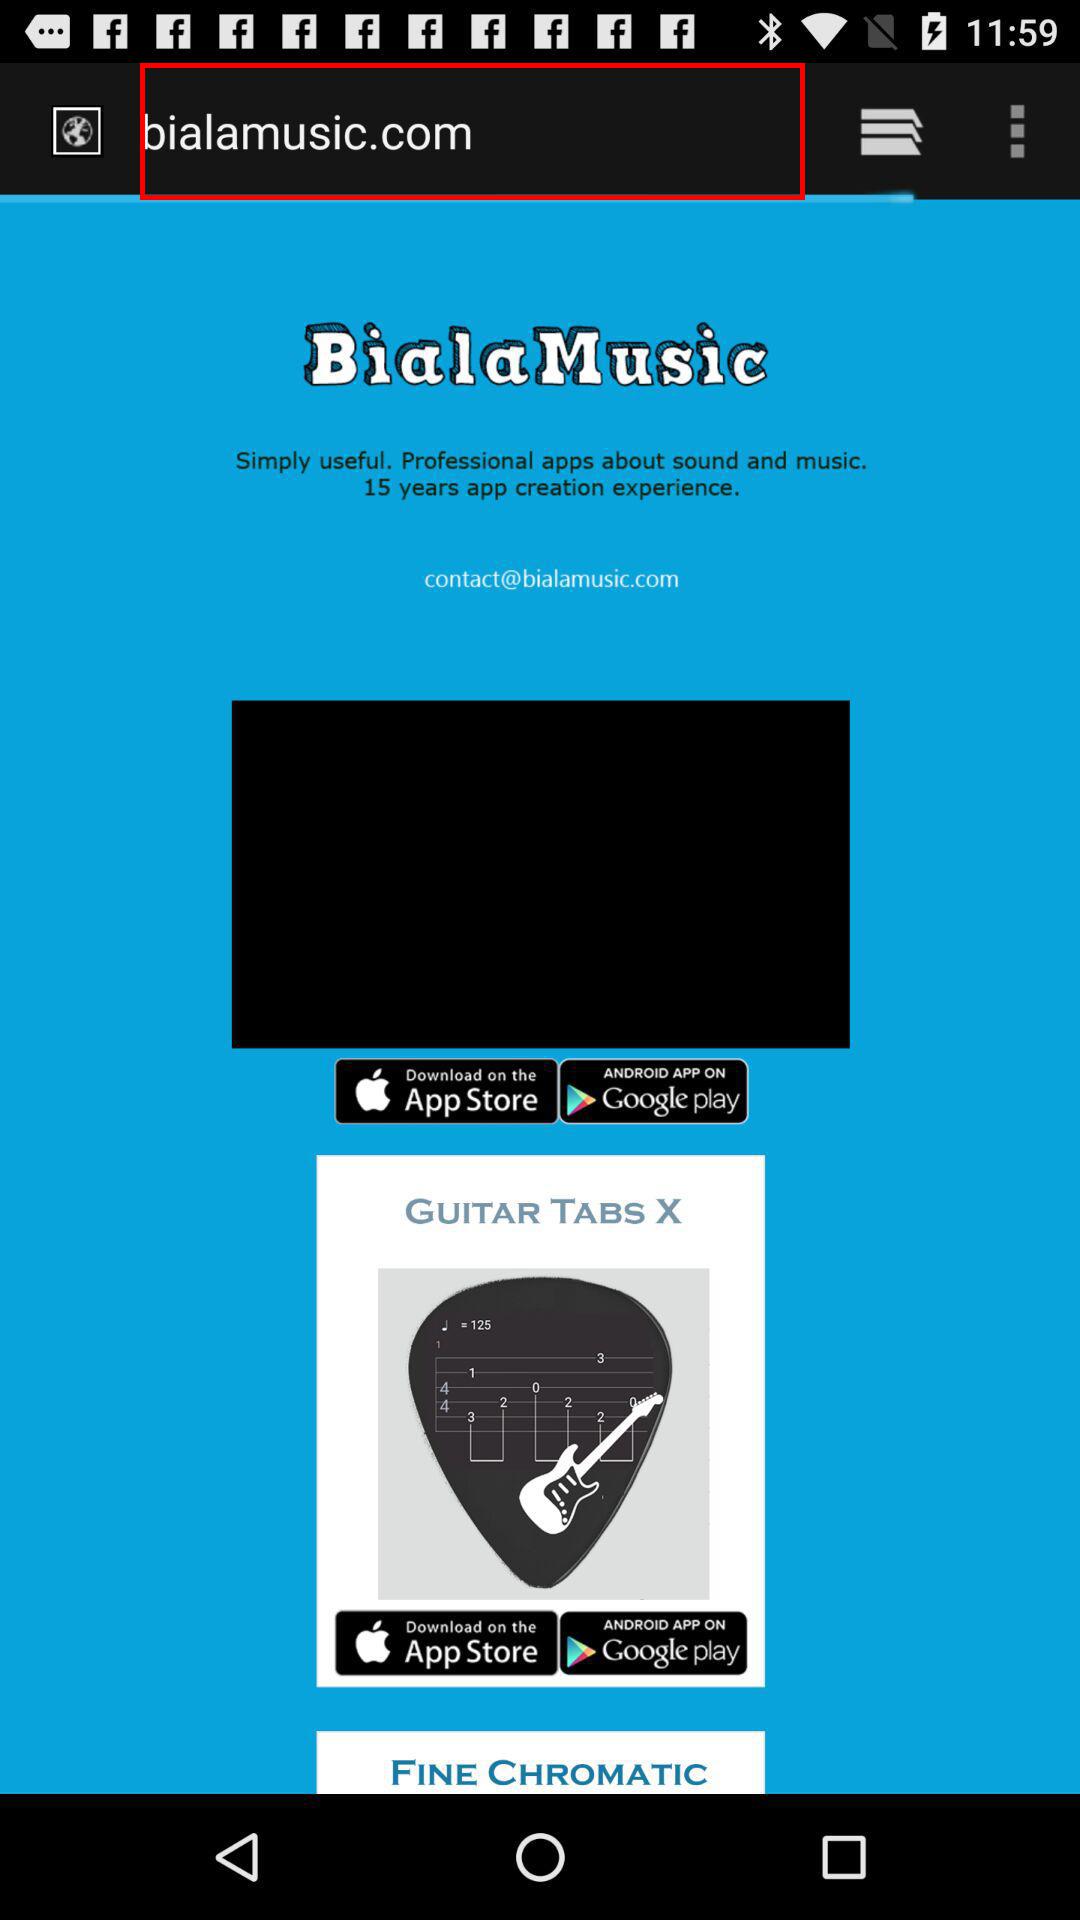 11:59
bialamusic.com
BialaMusic
Simply useful. Professional apps about sound and music.
15 years app creation experience.
contact@bialamusic.com
Download on the
App Store
ANDROID APP ON
Google play
GUITAR TABS X
= 125
1
3
1
4
4
0
2
2
0
3
2
Download on the
App Store
ANDROID APP ON
Google play
FINE CHROMATIC